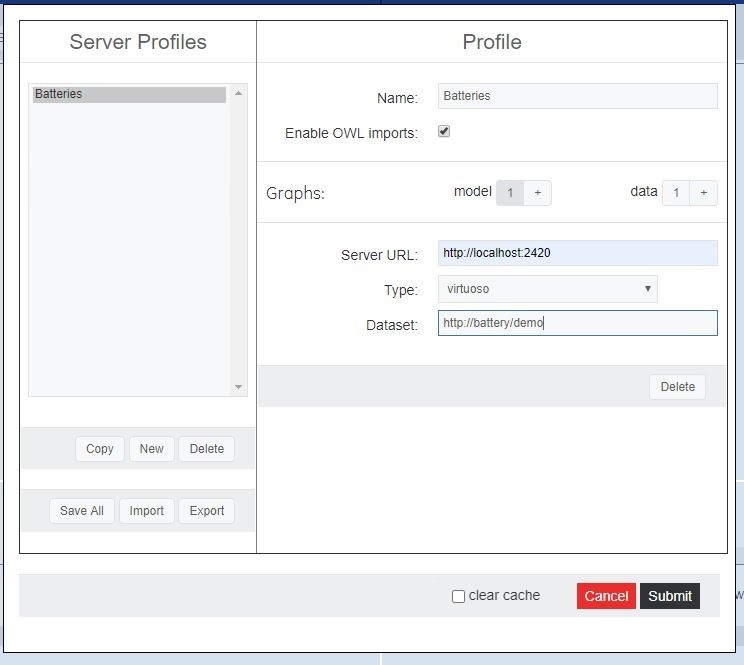 Server Profiles
Batteries
Copy New Delete
Save All Import Export
Profile
Name: Batteries
Enable OWL imports:
Graphs: model 1 + data 1 +
Server URL: http://localhost:2420
Type: virtuoso
Dataset: http://battery/demo
Delete
clear cache Cancel Submit
w